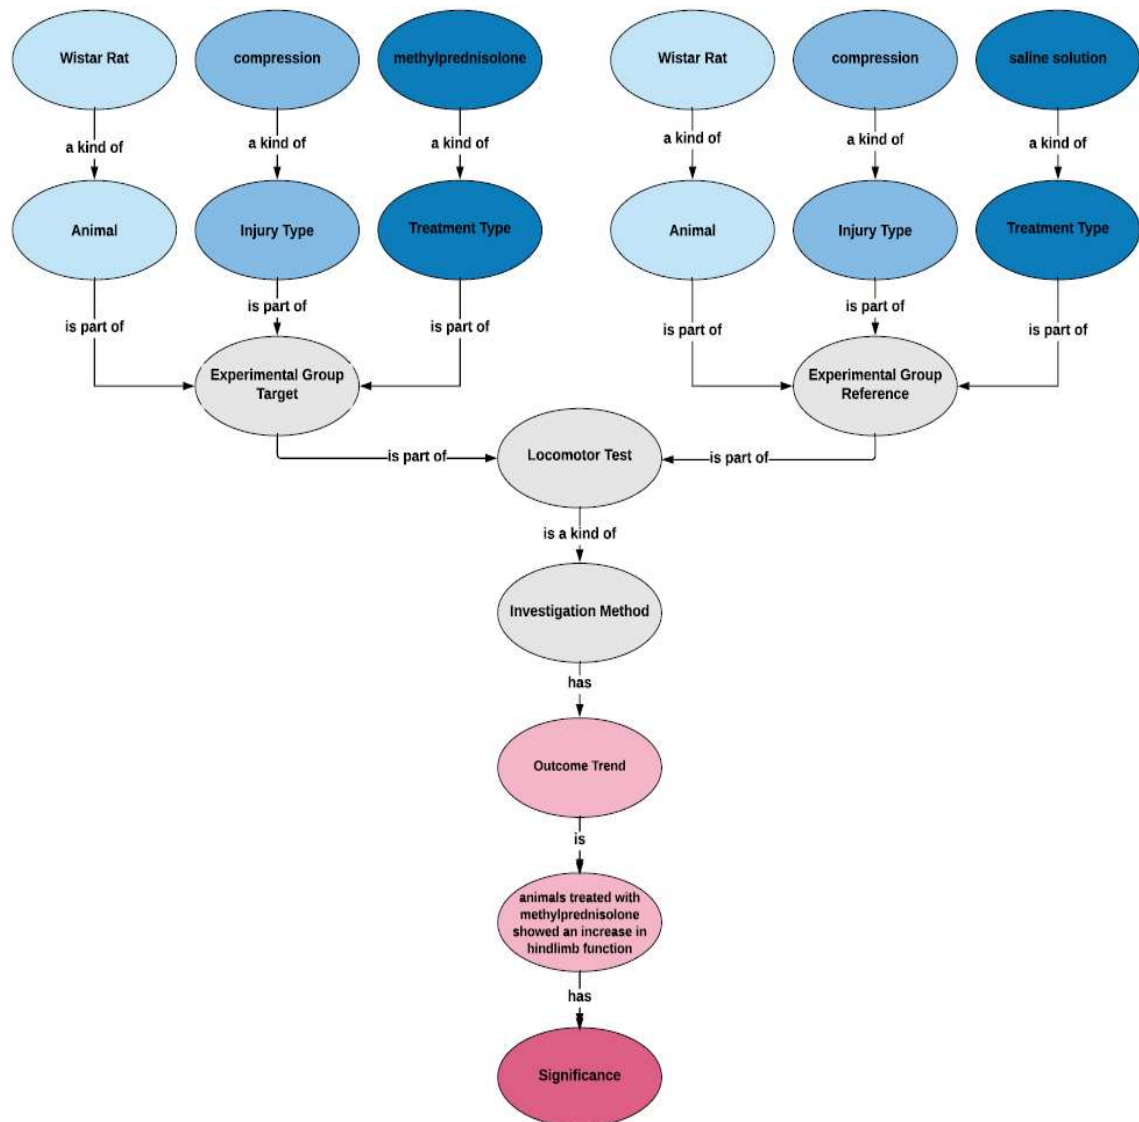 Wistar Rat
compression
methylprednisolone
Wistar Rat
compression
saline solution
a kind of
a kind of
a kind of
a kind of
a kind of
a kind of
Animal
Injury Type
Treatment Type
Animal
Injury Type
Treatment Type
is part of
is part of
is part of
is part of
is part of
is part of
Experimental Group
Target
Experimental Group
Reference
is part of
Locomotor Test
is part of
is a kind of
Investigation Method
has
Outcome Trend
is
animals treated with
methylprednisolone
showed an increase in
hindlimb function
has
Significance